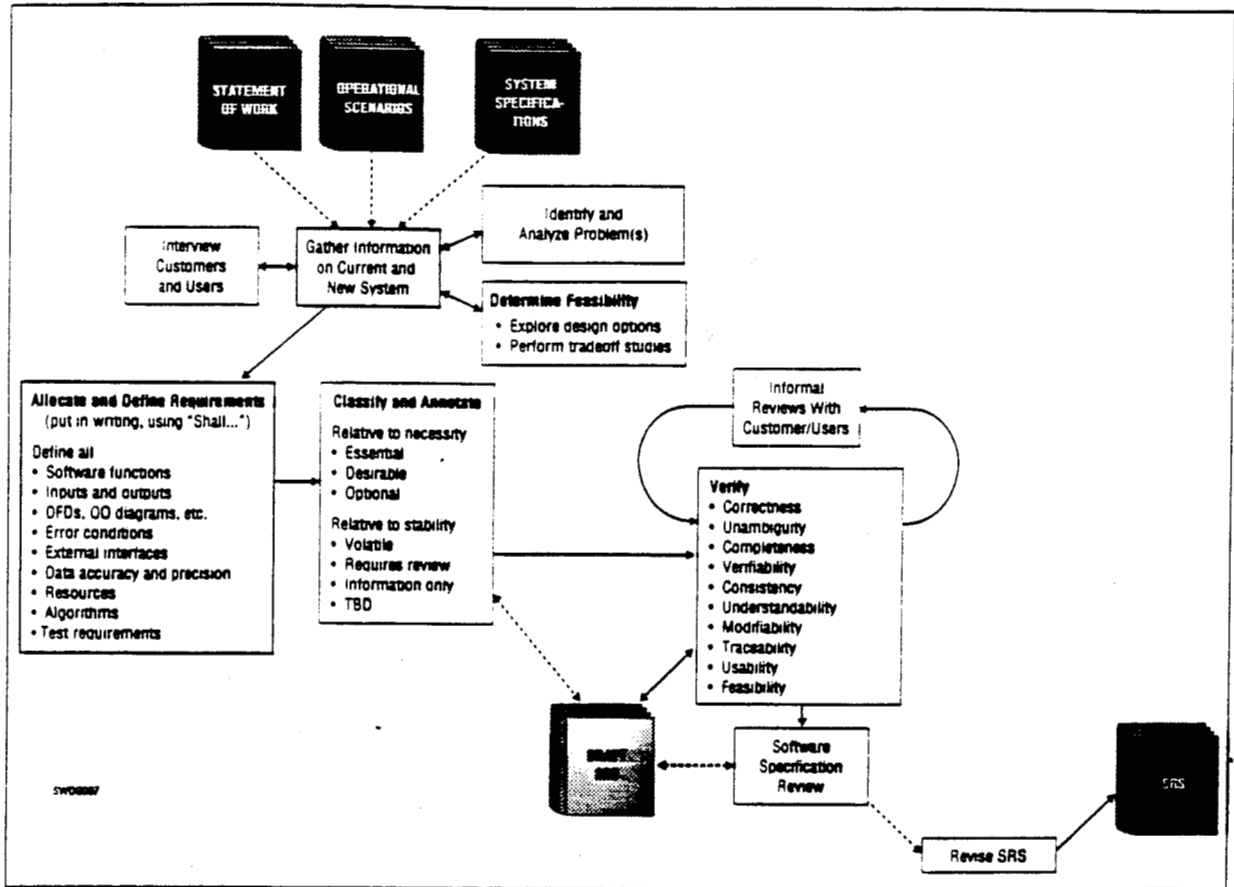 STATEMENT
OF WORK
OPERATIONAL
SCENARIOS
SYSTEM
SPECIFICA-
TIONS
Identify and
Analyze Problem(s)
Interview
Customers
and Users
Gather Information
on Current and
New System
Determine Feasibility
• Explore design options
• Perform tradeoff studies
Allocate and Define Requirements
(put in writing, using "Shall...")
Define all
• Software functions
• Inputs and outputs
• DFDs, OO diagrams, etc.
• Error conditions
• External interfaces
• Data accuracy and precision
• Resources
• Algorithms
• Test requirements
Classify and Annotate
Relative to necessity
• Essential
• Desirable
• Optional
Relative to stability
• Volatile
• Requires review
• Information only
• TBD
Informal
Reviews With
Customer/Users
Verify
• Correctness
• Unambiguity
• Completeness
• Verifiability
• Consistency
• Understandability
• Modifiability
• Traceability
• Usability
• Feasibility
DRAFT
SRS
Software
Specification
Review
SRS
Revise SRS